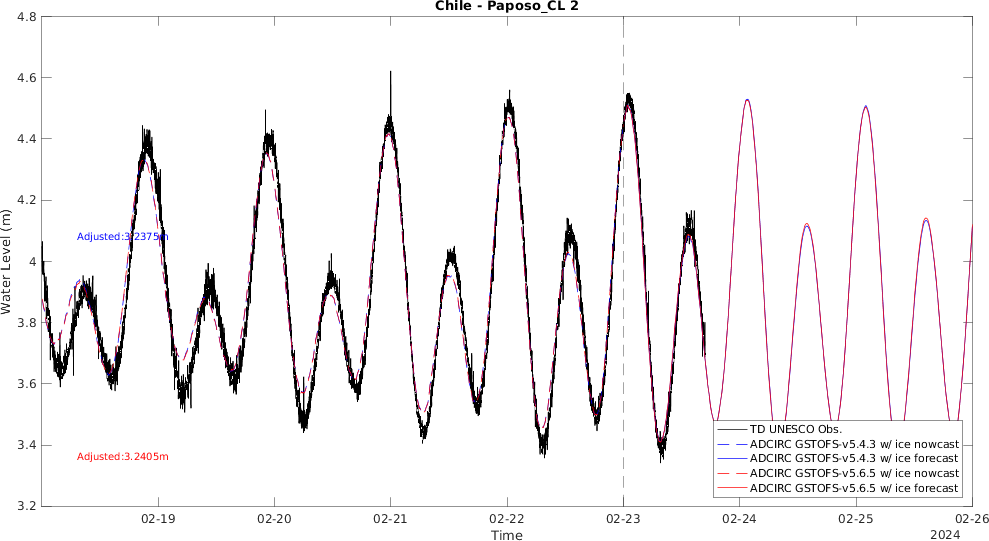 Chile - Paposo_CL 2
4.8
4.6
4.4
4.2
4
3.8
3.6
3.4
3.2
Water Level (m)
Adjusted:3.2375m
Adjusted:3.2405m
TD UNESCO Obs.
ADCIRC GSTOFS-v5.4.3 w/ ice nowcast
ADCIRC GSTOFS-v5.4.3 w/ ice forecast
ADCIRC GSTOFS-v5.6.5 w/ ice nowcast
ADCIRC GSTOFS-v5.6.5 w/ ice forecast
02-19 02-20 02-21 02-22 02-23 02-24 02-25 02-26
Time
2024